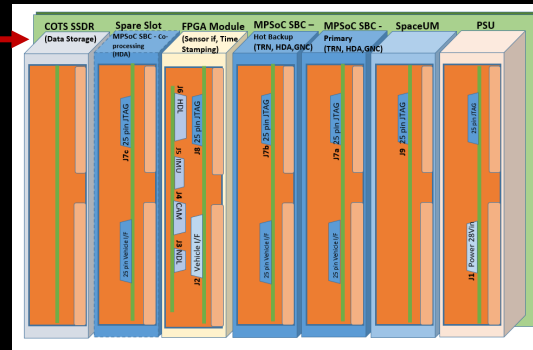 COTS SSDR
(Data Storage)
Spare Slot
MPSoC SBC - Co-
processing
(HDA)
FPGA Module
(Sensor if, Time
Stamping)
MPSoC SBC –
Hot Backup
(TRN, HDA,GNC)
MPSoC SBC -
Primary
(TRN, HDA,GNC)
SpaceUM
PSU
J7c
25 pin JTAG
25 pin Vehicle I/F
J6
HDL
J5
IMU
J4
CAM
J3
NDL
J8
25 pin JTAG
J2
Vehicle I/F
J7b
25 pin JTAG
25 pin Vehicle I/F
J7a
25 pin JTAG
25 pin Vehicle I/F
J9
25 pin JTAG
25 pin JTAG
J1
Power 28Vin